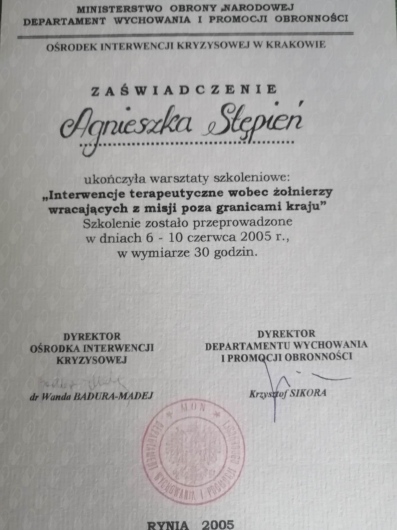 MINISTERSTWO OBRONY NARODOWEJ
DEPARTAMENT WYCHOWANIA I PROMOCJI OBRONNOŚCI
OŚRODEK INTERWENCJI KRYZYSOWEJ W KRAKOWIE
ZAŚWIADCZENIE
Agnieszka Stępień
ukończyła warsztaty szkoleniowe:
„Interwencje terapeutyczne wobec żołnierzy
wracających z misji poza granicami kraju”
Szkolenie zostało przeprowadzone
w dniach 6 - 10 czerwca 2005 r.,
w wymiarze 30 godzin.
DYREKTOR
OŚRODKA INTERWENCJI
KRYZYSOWEJ
dr Wanda BADURA-MADEJ
DYREKTOR
DEPARTAMENTU WYCHOWANIA
I PROMOCJI OBRONNOŚCI
Krzysztof SIKORA
M O N
RYNIA 2005